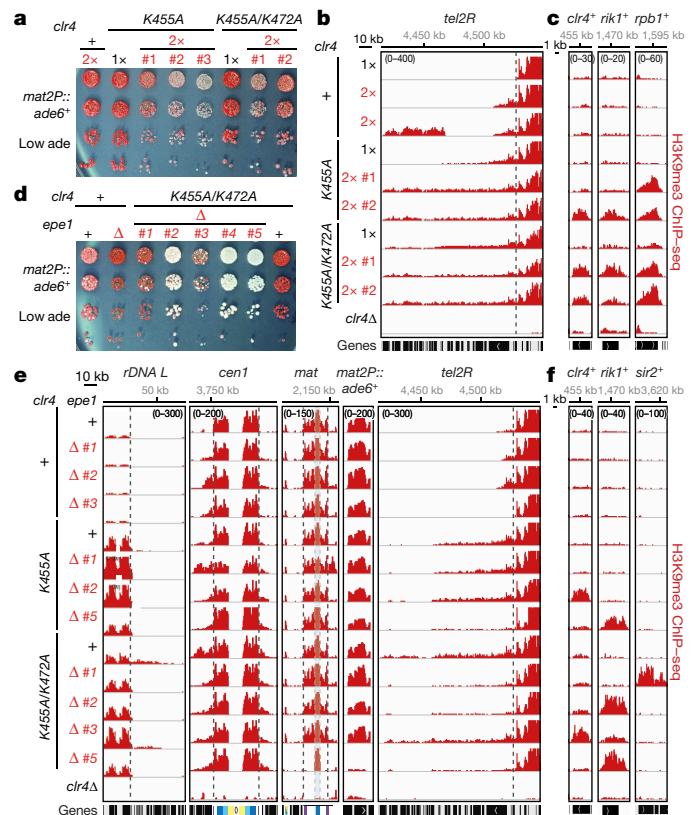 a
clr4
K455A
K455A/K472A
+
2×
2×
2×
1×
#1
#2
#3
1×
#1
#2
mat2P::
ade6+
Low ade
b
10 kb
tel2R
4,450 kb
4,500 kb
clr4
(0–400)
+
1×
2×
2×
K455A
1×
2× #1
2× #2
K455A/K472A
1×
2× #1
2× #2
clr4Δ
Genes
c
clr4+
rik1+
rpb1+
1 kb
455 kb
1,470 kb
1,595 kb
(0–30)
(0–20)
(0–60)
H3K9me3 ChIP–seq
d
clr4
+
K455A/K472A
epe1
Δ
+
Δ
#1
#2
#3
#4
#5
+
mat2P::
ade6+
Low ade
e
10 kb
rDNA L
cen1
mat
mat2P::
ade6+
tel2R
50 kb
3,750 kb
2,150 kb
4,450 kb
4,500 kb
clr4
epe1
(0–300)
(0–200)
(0–150)
(0–200)
(0–300)
+
+
Δ #1
Δ #2
Δ #3
K455A
+
Δ #1
Δ #2
Δ #5
K455A/K472A
+
Δ #1
Δ #2
Δ #3
Δ #5
clr4Δ
Genes
f
clr4+
rik1+
sir2+
1 kb
455 kb
1,470 kb
3,620 kb
(0–40)
(0–40)
(0–100)
H3K9me3 ChIP–seq